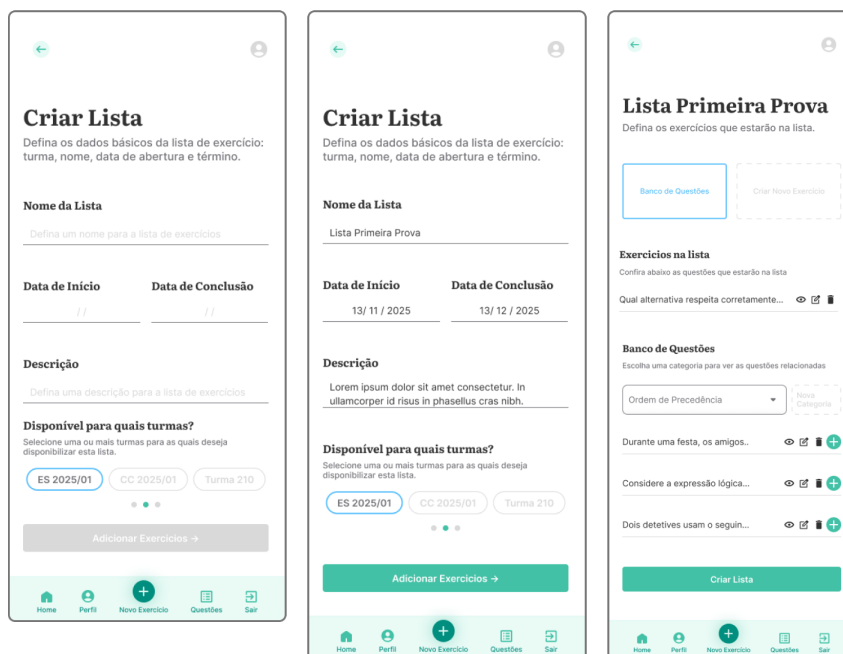 Criar Lista
Defina os dados básicos da lista de exercício:
turma, nome, data de abertura e término.
Nome da Lista
Defina um nome para a lista de exercícios
Data de Início
Data de Conclusão
/ /
/ /
Descrição
Defina uma descrição para a lista de exercícios
Disponível para quais turmas?
Selecione uma ou mais turmas para as quais deseja
disponibilizar esta lista.
ES 2025/01
CC 2025/01
Turma 210
Adicionar Exercícios →
Home
Perfil
Novo Exercício
Questões
Sair
Criar Lista
Defina os dados básicos da lista de exercício:
turma, nome, data de abertura e término.
Nome da Lista
Lista Primeira Prova
Data de Início
Data de Conclusão
13/ 11 / 2025
13/ 12 / 2025
Descrição
Lorem ipsum dolor sit amet consectetur. In
ullamcorper id risus in phasellus cras nibh.
Disponível para quais turmas?
Selecione uma ou mais turmas para as quais deseja
disponibilizar esta lista.
ES 2025/01
CC 2025/01
Turma 210
Adicionar Exercícios →
Home
Perfil
Novo Exercício
Questões
Sair
Lista Primeira Prova
Defina os exercícios que estarão na lista.
Banco de Questões
Criar Novo Exercício
Exercicios na lista
Confira abaixo as questões que estarão na lista
Qual alternativa respeita corretamente...
Banco de Questões
Escolha uma categoria para ver as questões relacionadas
Ordem de Precedência
Nova
Categoria
Durante uma festa, os amigos..
Considere a expressão lógica...
Dois detetives usam o seguin...
Criar Lista
Home
Perfil
Novo Exercício
Questões
Sair